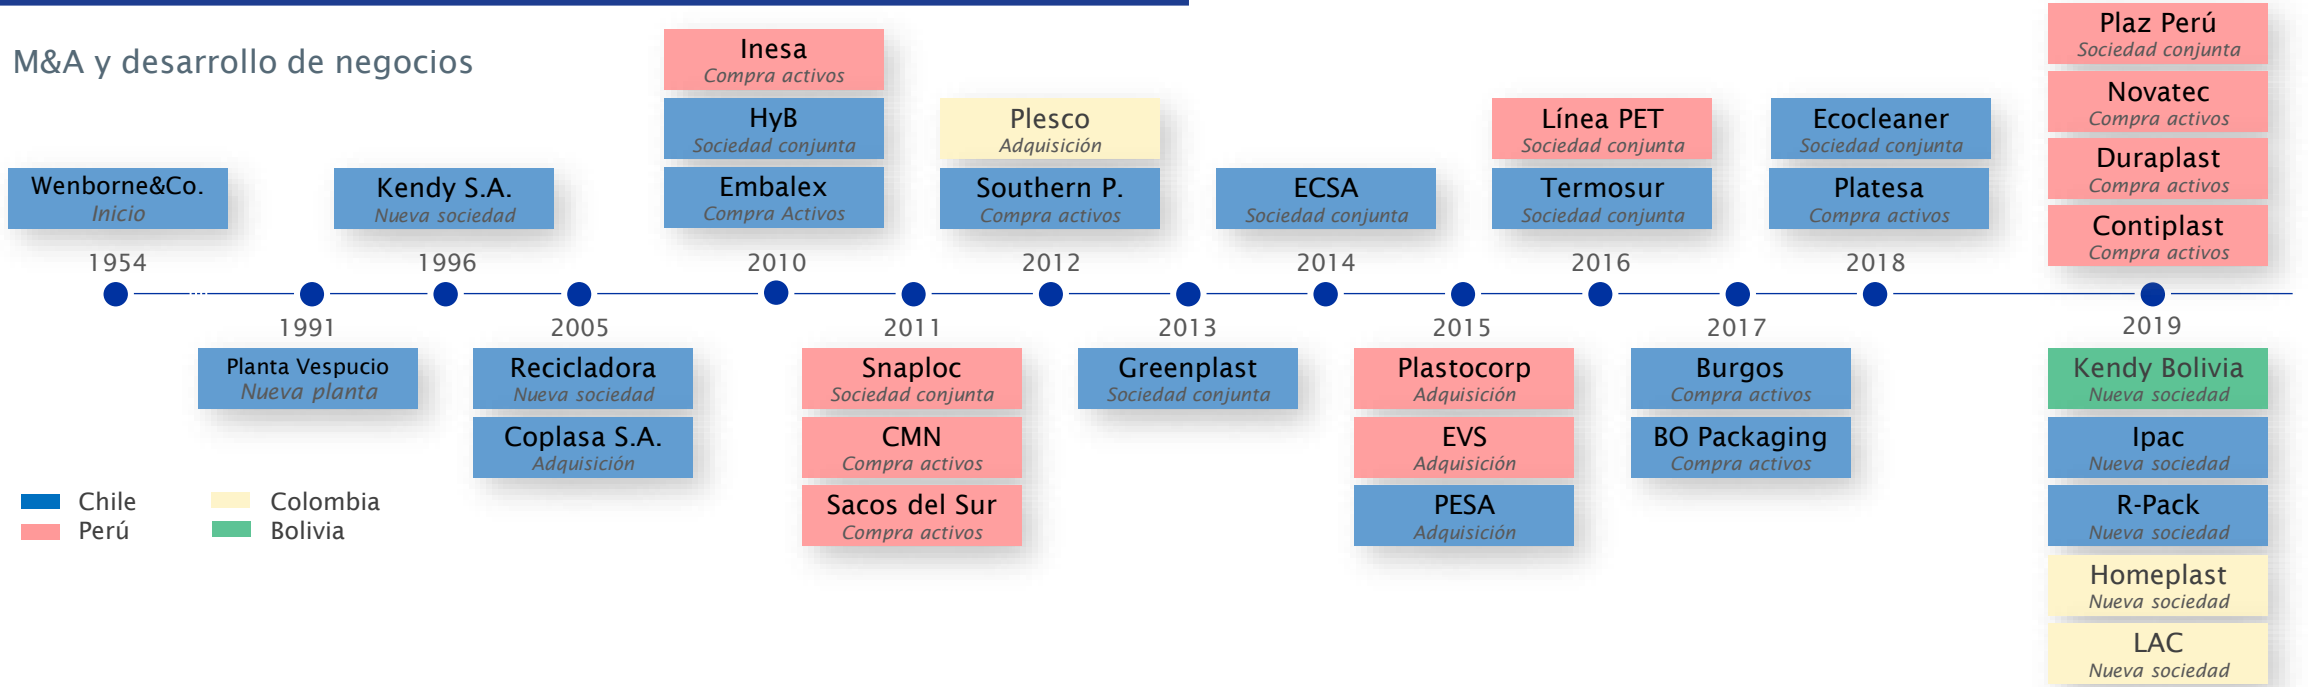 M&A y desarrollo de negocios
Wenborne&Co.
Inicio
1954
Planta Vespucio
Nueva planta
1991
Kendy S.A.
Nueva sociedad
1996
2005
Recicladora
Nueva sociedad
Coplasa S.A.
Adquisición
Inesa
Compra activos
HyB
Sociedad conjunta
Embalex
Compra Activos
2010
2011
Snaploc
Sociedad conjunta
CMN
Compra activos
Sacos del Sur
Compra activos
Plesco
Adquisición
Southern P.
Compra activos
2012
2013
Greenplast
Sociedad conjunta
ECSA
Sociedad conjunta
2014
2015
Plastocorp
Adquisición
EVS
Adquisición
PESA
Adquisición
Línea PET
Sociedad conjunta
Termosur
Sociedad conjunta
2016
2017
Burgos
Compra activos
BO Packaging
Compra activos
Ecocleaner
Sociedad conjunta
Platesa
Compra activos
2018
Plaz Perú
Sociedad conjunta
Novatec
Compra activos
Duraplast
Compra activos
Contiplast
Compra activos
2019
Kendy Bolivia
Nueva sociedad
Ipac
Nueva sociedad
R-Pack
Nueva sociedad
Homeplast
Nueva sociedad
LAC
Nueva sociedad
Chile
Perú
Colombia
Bolivia